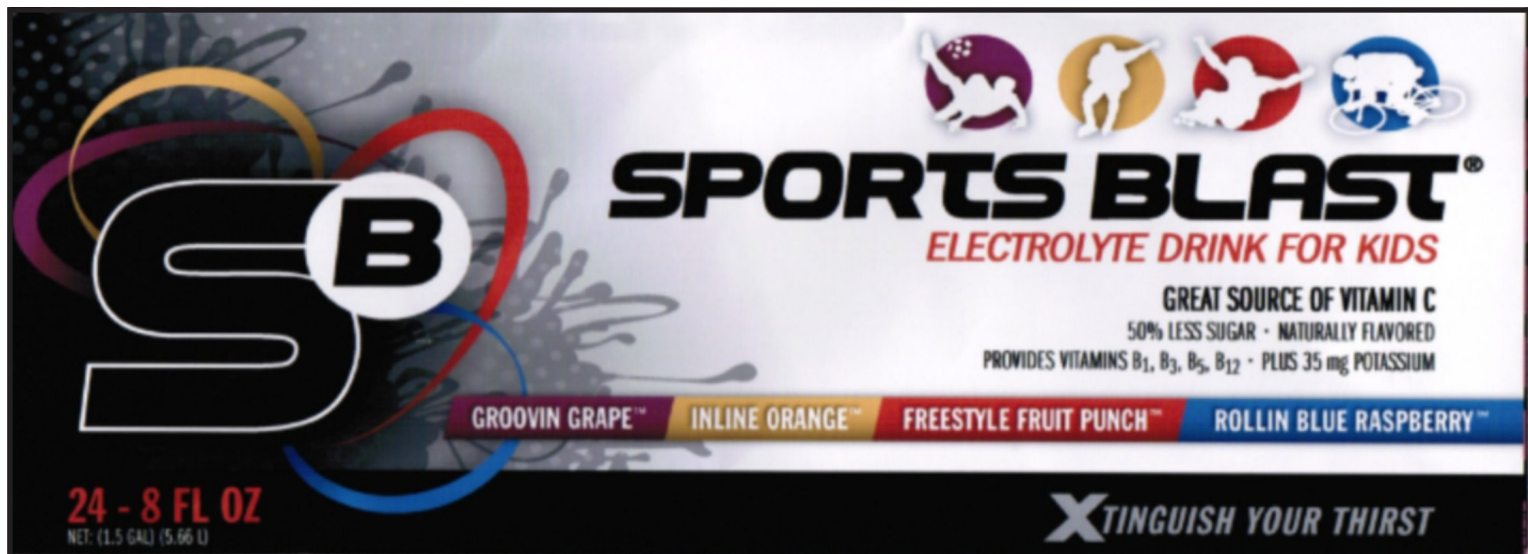 SB
SPORTS BLAST®
ELECTROLYTE DRINK FOR KIDS
GREAT SOURCE OF VITAMIN C
50% LESS SUGAR · NATURALLY FLAVORED
PROVIDES VITAMINS B1, B3, B5, B12 · PLUS 35 mg POTASSIUM
GROOVIN GRAPE™ INLINE ORANGE™ FREESTYLE FRUIT PUNCH™ ROLLIN BLUE RASPBERRY™
24 - 8 FL OZ
NET: (1.5 GAL) (5.66 L)
XTINGUISH YOUR THIRST